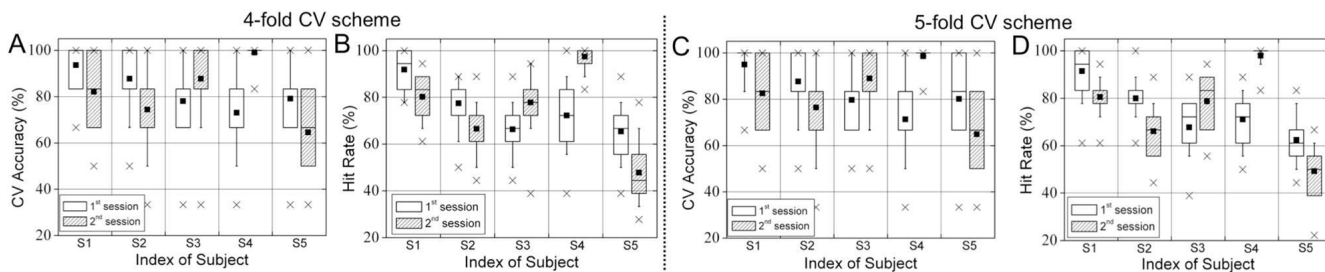 4-fold CV scheme
A
CV Accuracy (%)
100
80
60
40
20
1st session
2nd session
S1 S2 S3 S4 S5
Index of Subject
B
Hit Rate (%)
100
80
60
40
20
1st session
2nd session
S1 S2 S3 S4 S5
Index of Subject
5-fold CV scheme
C
CV Accuracy (%)
100
80
60
40
20
1st session
2nd session
S1 S2 S3 S4 S5
Index of Subject
D
Hit Rate (%)
100
80
60
40
20
1st session
2nd session
S1 S2 S3 S4 S5
Index of Subject